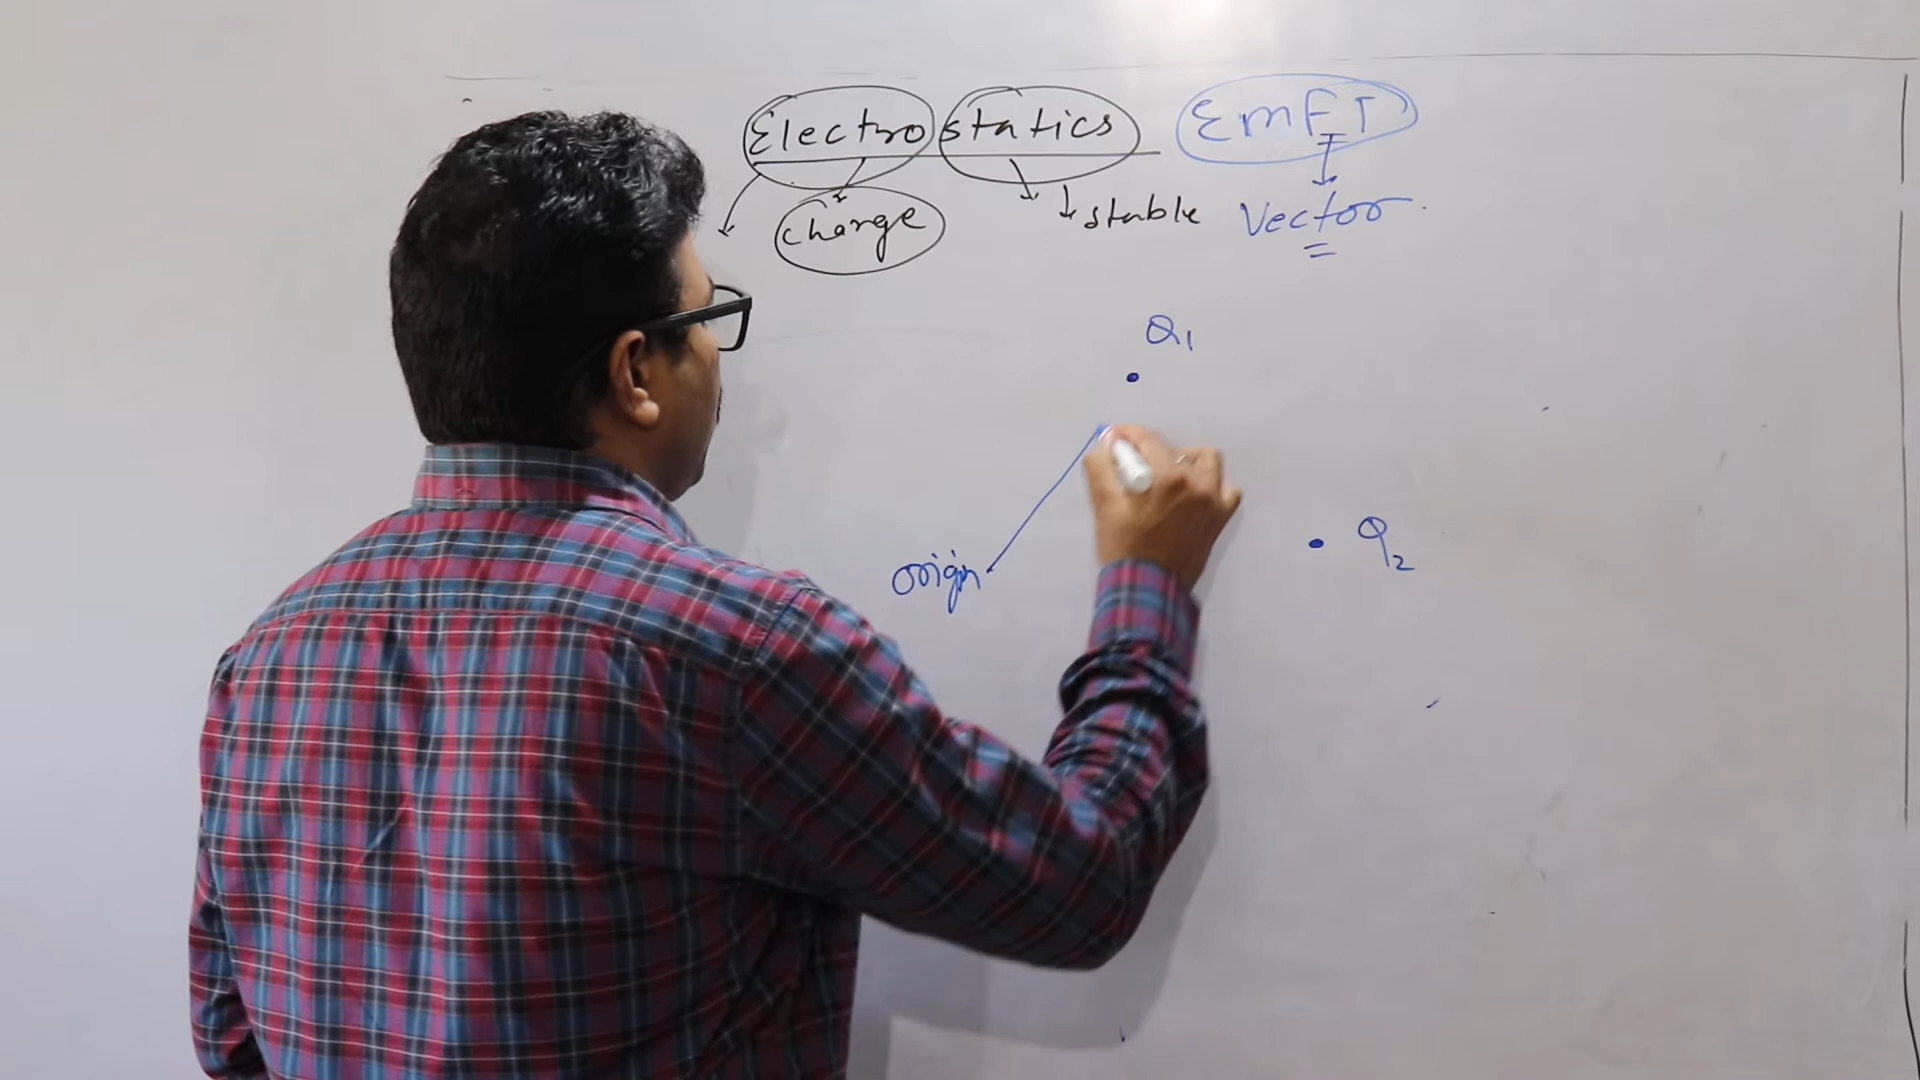 Electrostatics EMFT
charge stable Vector
Q1
origin
Q2